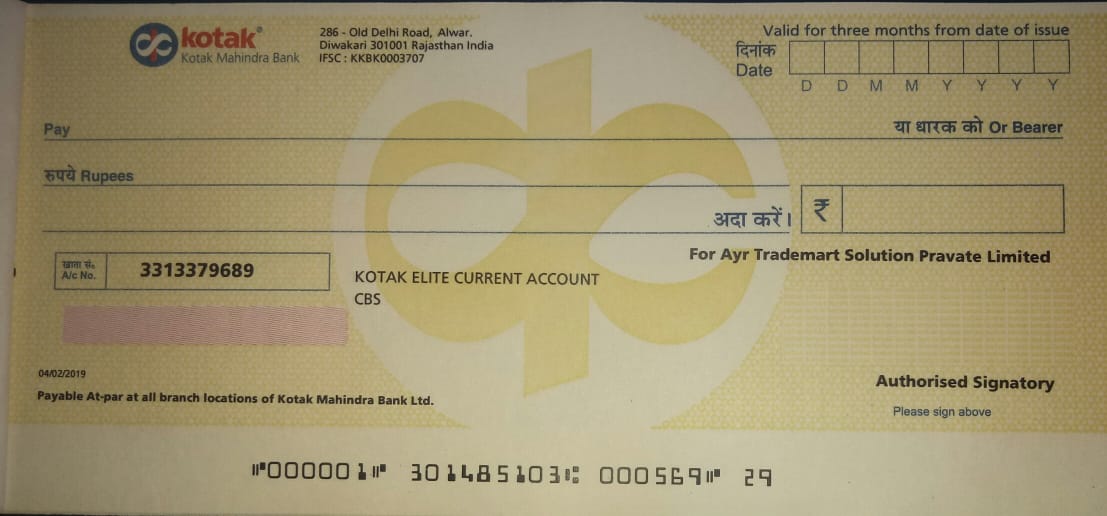 kotak®
Kotak Mahindra Bank
286 - Old Delhi Road, Alwar.
Diwakari 301001 Rajasthan India
IFSC : KKBK0003707
Valid for three months from date of issue
दिनांक
Date
D D M M Y Y Y Y
Pay
या धारक को Or Bearer
रुपये Rupees
अदा करें।
₹
For Ayr Trademart Solution Pravate Limited
खाता सं.
A/c No.
3313379689
KOTAK ELITE CURRENT ACCOUNT
CBS
04/02/2019
Payable At-par at all branch locations of Kotak Mahindra Bank Ltd.
Authorised Signatory
Please sign above
⑈000001⑈ 301485103⑆ 000569⑈ 29